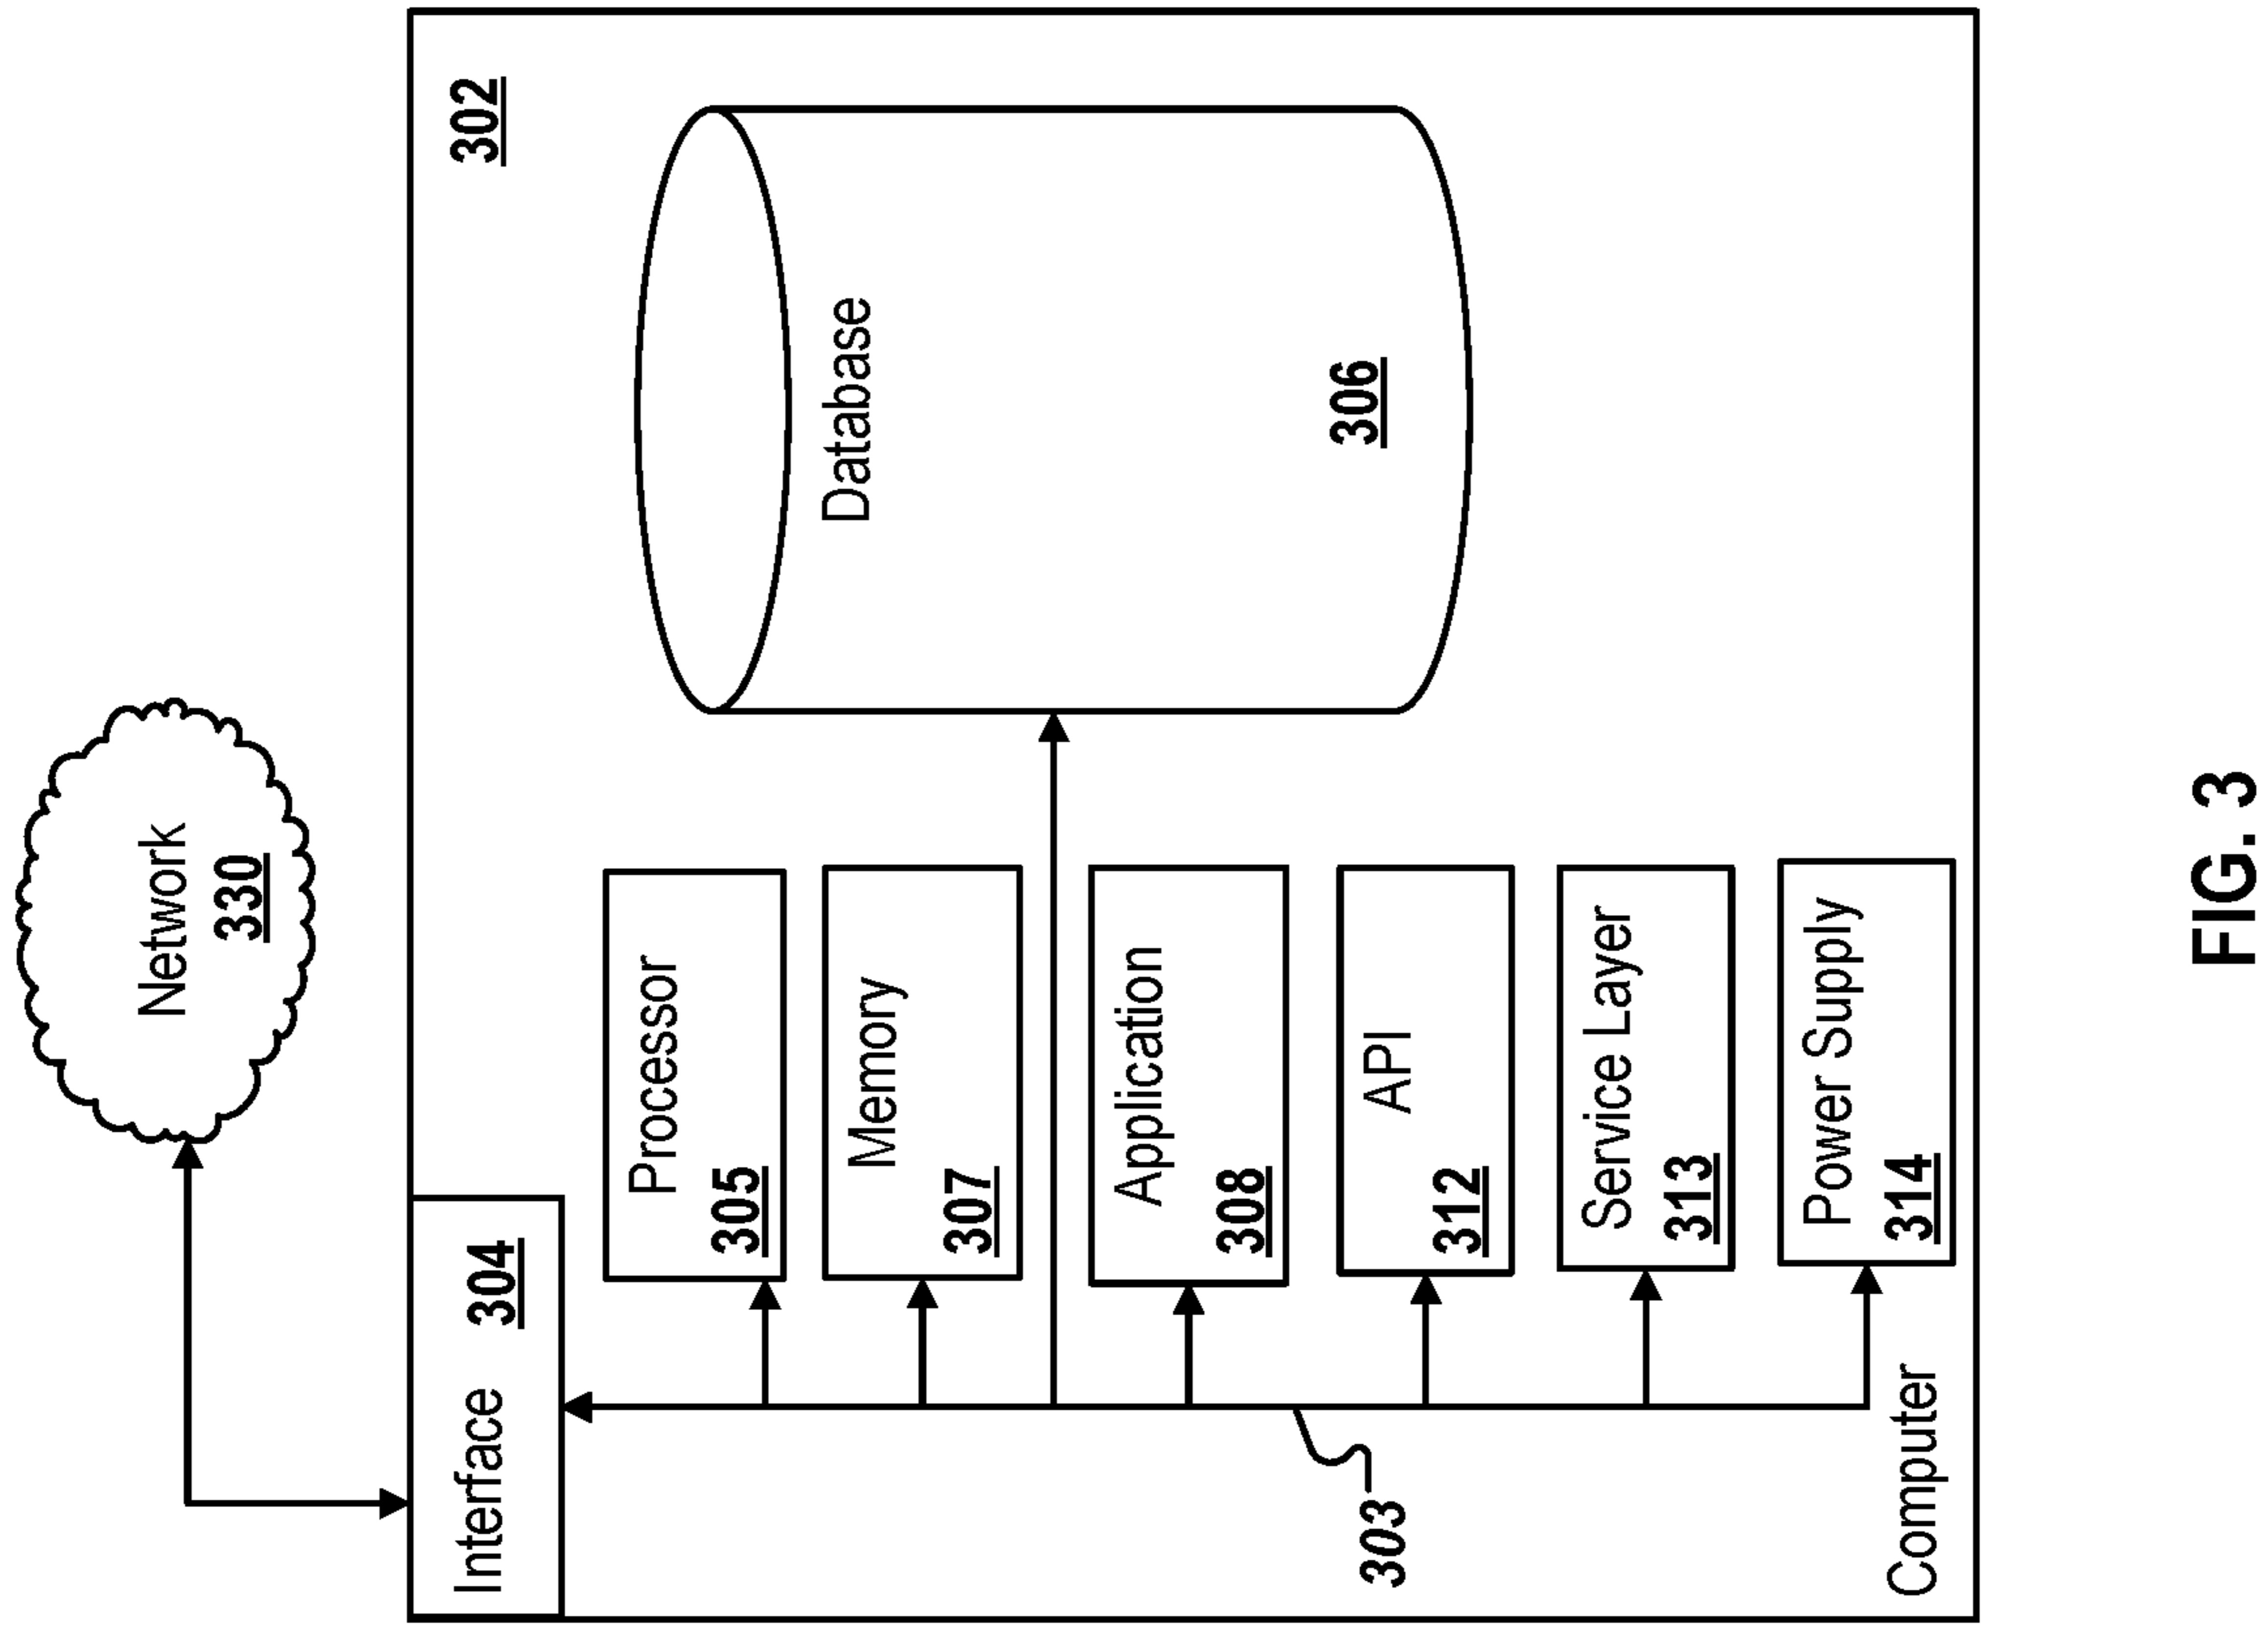 Network
330
302
Interface 304
Processor
305
Memory
307
Database
306
Application
308
API
312
303
Service Layer
313
Power Supply
314
Computer
FIG. 3